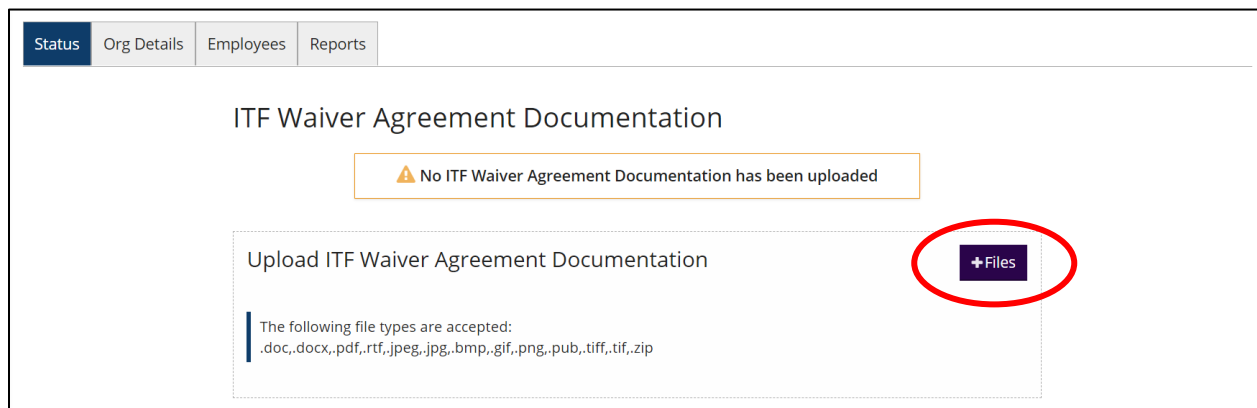 Status
Org Details
Employees
Reports
ITF Waiver Agreement Documentation
No ITF Waiver Agreement Documentation has been uploaded
Upload ITF Waiver Agreement Documentation
+Files
The following file types are accepted:
.doc,.docx,.pdf,.rtf,.jpeg,.jpg,.bmp,.gif,.png,.pub,.tiff,.tif,.zip